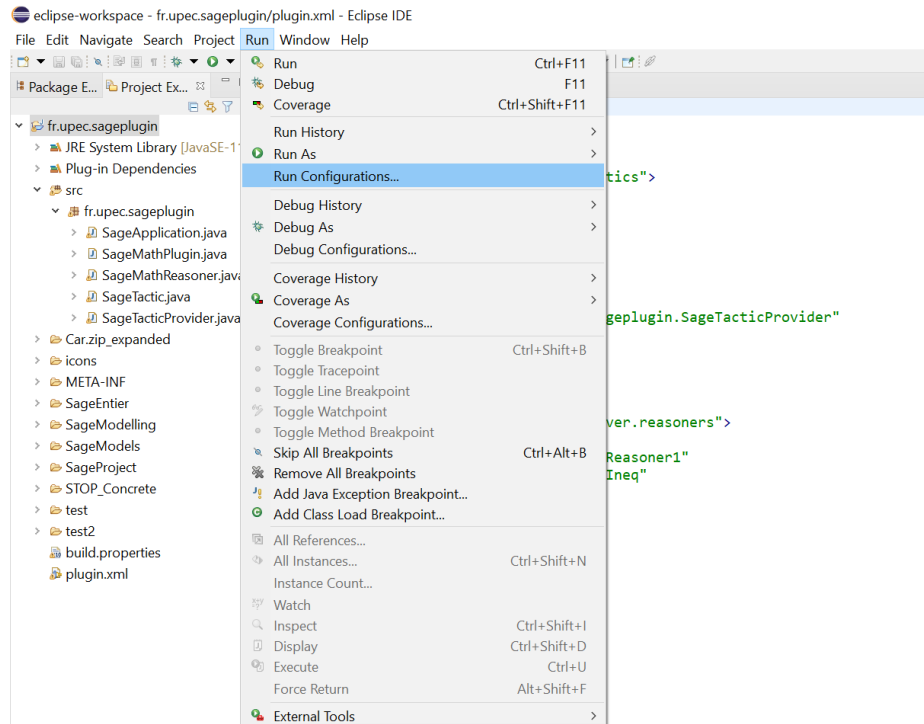 eclipse-workspace - fr.upec.sageplugin/plugin.xml - Eclipse IDE
File Edit Navigate Search Project Run Window Help
Package E... Project Ex...
fr.upec.sageplugin
JRE System Library [JavaSE-11
Plug-in Dependencies
src
fr.upec.sageplugin
SageApplication.java
SageMathPlugin.java
SageMathReasoner.java
SageTactic.java
SageTacticProvider.java
Car.zip_expanded
icons
META-INF
SageEntier
SageModelling
SageModels
SageProject
STOP_Concrete
test
test2
build.properties
plugin.xml
Run Ctrl+F11
Debug F11
Coverage Ctrl+Shift+F11
Run History
Run As
Run Configurations...
Debug History
Debug As
Debug Configurations...
Coverage History
Coverage As
Coverage Configurations...
Toggle Breakpoint Ctrl+Shift+B
Toggle Tracepoint
Toggle Line Breakpoint
Toggle Watchpoint
Toggle Method Breakpoint
Skip All Breakpoints Ctrl+Alt+B
Remove All Breakpoints
Add Java Exception Breakpoint...
Add Class Load Breakpoint...
All References...
All Instances... Ctrl+Shift+N
Instance Count...
Watch
Inspect Ctrl+Shift+I
Display Ctrl+Shift+D
Execute Ctrl+U
Force Return Alt+Shift+F
External Tools
tics">
geplugin.SageTacticProvider"
ver.reasoners">
Reasoner1"
Ineq"